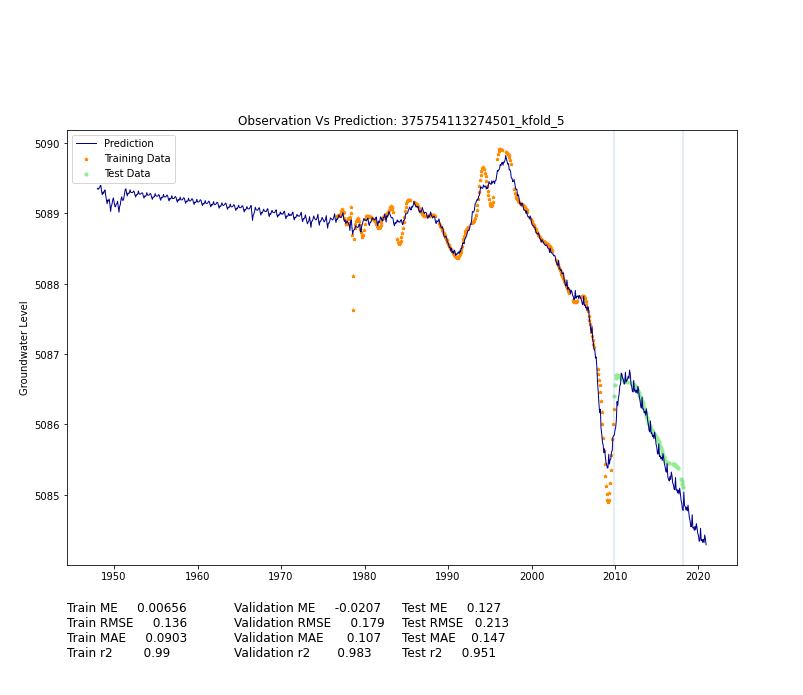 Observation Vs Prediction: 375754113274501_kfold_5
Prediction
Training Data
Test Data
5090
5089
5088
5087
5086
5085
Groundwater Level
1950 1960 1970 1980 1990 2000 2010 2020
Train ME 0.00656 Validation ME -0.0207 Test ME 0.127
Train RMSE 0.136 Validation RMSE 0.179 Test RMSE 0.213
Train MAE 0.0903 Validation MAE 0.107 Test MAE 0.147
Train r2 0.99 Validation r2 0.983 Test r2 0.951